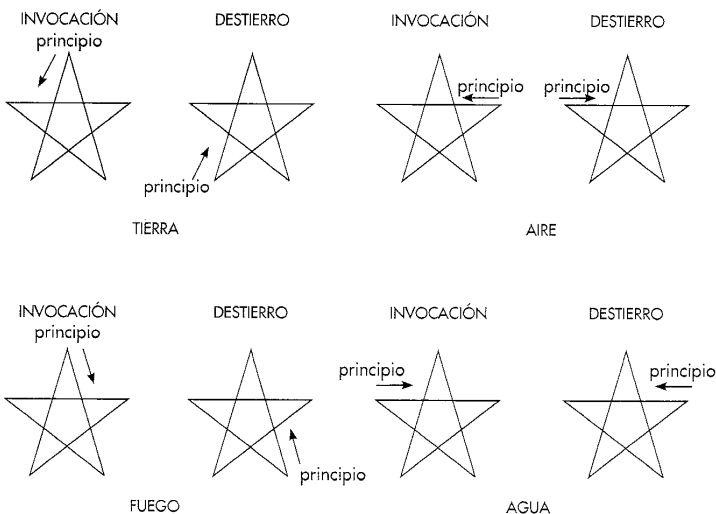 INVOCACIÓN
principio
DESTIERRO
principio
TIERRA
INVOCACIÓN
principio
DESTIERRO
principio
AIRE
INVOCACIÓN
principio
DESTIERRO
principio
FUEGO
INVOCACIÓN
principio
DESTIERRO
principio
AGUA